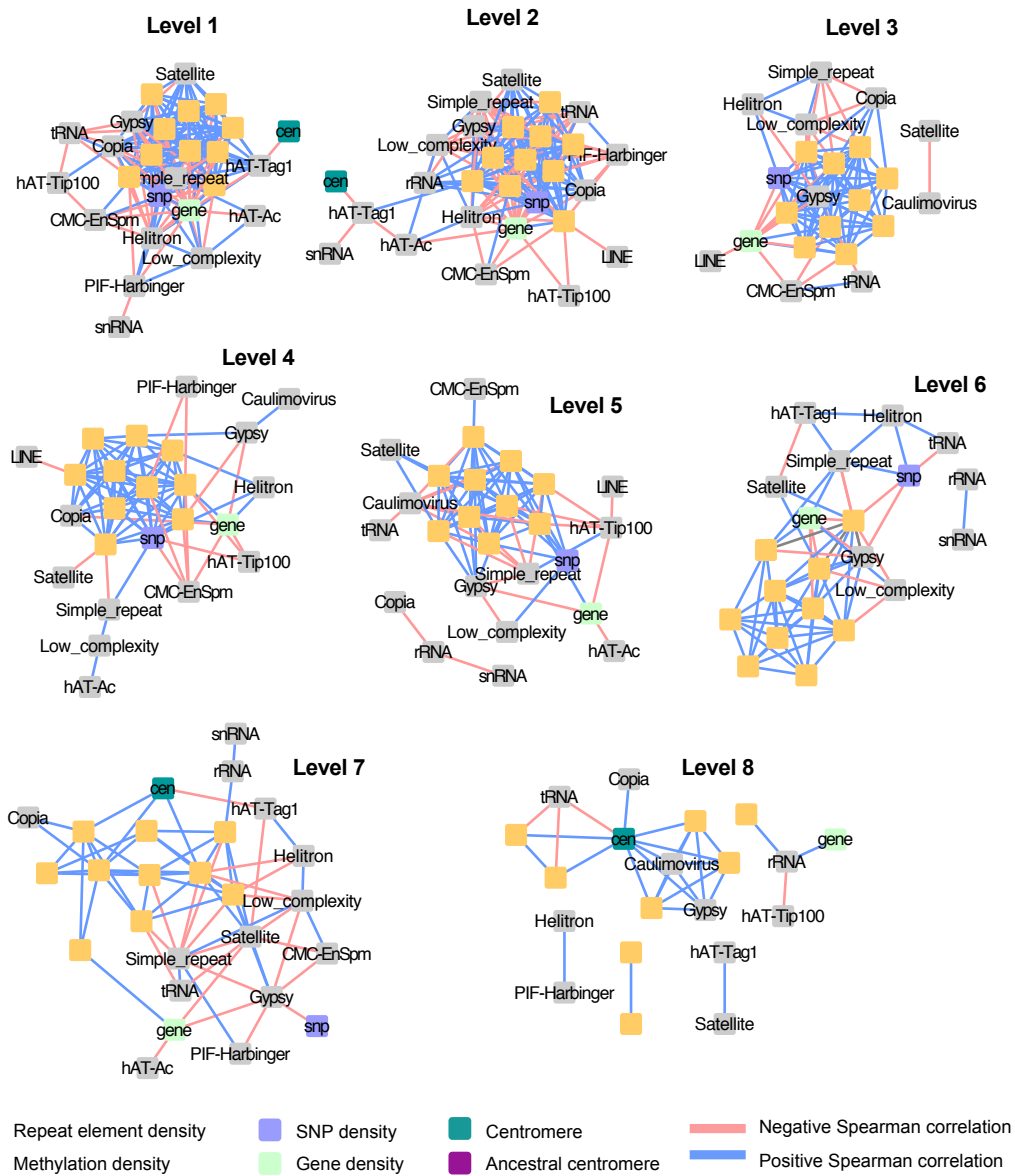 Level 1
Satellite
Gypsy
tRNA
Copia
cen
hAT-Tag1
hAT-Tip100
imple_repeat
snp
gene
hAT-Ac
CMC-EnSpm
Helitron
Low_complexity
PIF-Harbinger
snRNA
Level 2
Satellite
Simple_repeat
tRNA
Gypsy
Low_complexity
PIF-Harbinger
rRNA
cen
Copia
snp
hAT-Tag1
Helitron
gene
hAT-Ac
snRNA
LINE
CMC-EnSpm
hAT-Tip100
Level 3
Simple_repeat
Helitron
Copia
Low_complexity
Satellite
snp
Gypsy
Caulimovirus
gene
LINE
CMC-EnSpm
tRNA
Level 4
PIF-Harbinger
Caulimovirus
Gypsy
LINE
Helitron
Copia
gene
snp
hAT-Tip100
Satellite
CMC-EnSpm
Simple_repeat
Low_complexity
hAT-Ac
CMC-EnSpm
Level 5
Satellite
LINE
Caulimovirus
tRNA
hAT-Tip100
snp
Simple_repeat
Gypsy
Copia
gene
Low_complexity
rRNA
hAT-Ac
snRNA
Level 6
hAT-Tag1
Helitron
tRNA
Simple_repeat
snp
rRNA
Satellite
gene
snRNA
Gypsy
Low_complexity
snRNA
rRNA
Level 7
cen
hAT-Tag1
Copia
Helitron
Low_complexity
Satellite
Simple_repeat
CMC-EnSpm
tRNA
Gypsy
gene
snp
PIF-Harbinger
hAT-Ac
Level 8
Copia
tRNA
cen
gene
Caulimovirus
rRNA
Gypsy
Helitron
hAT-Tip100
hAT-Tag1
PIF-Harbinger
Satellite
Repeat element density
SNP density
Centromere
Negative Spearman correlation
Methylation density
Gene density
Ancestral centromere
Positive Spearman correlation